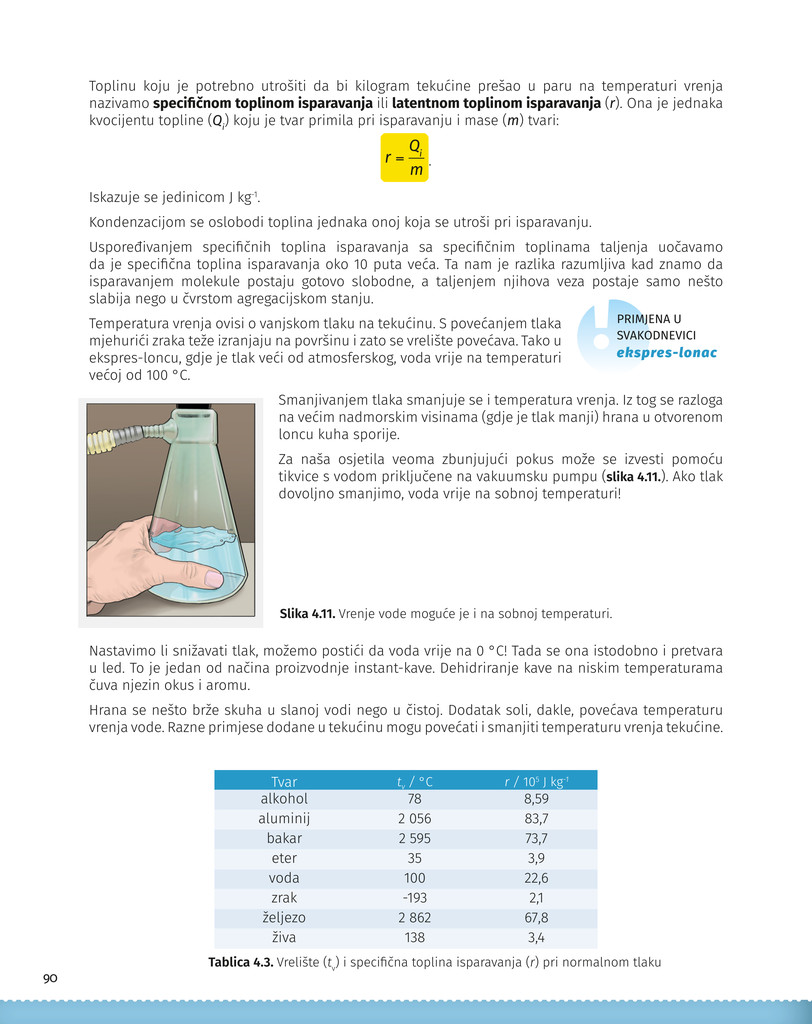 Toplinu koju je potrebno utrošiti da bi kilogram tekućine prešao u paru na temperaturi vrenja
nazivamo specifičnom toplinom isparavanja ili latentnom toplinom isparavanja (r). Ona je jednaka
kvocijentu topline (Qi) koju je tvar primila pri isparavanju i mase (m) tvari:
r = Qi / m .
Iskazuje se jedinicom J kg⁻¹.
Kondenzacijom se oslobodi toplina jednaka onoj koja se utroši pri isparavanju.
Uspoređivanjem specifičnih toplina isparavanja sa specifičnim toplinama taljenja uočavamo
da je specifična toplina isparavanja oko 10 puta veća. Ta nam je razlika razumljiva kad znamo da
isparavanjem molekule postaju gotovo slobodne, a taljenjem njihova veza postaje samo nešto
slabija nego u čvrstom agregacijskom stanju.
Temperatura vrenja ovisi o vanjskom tlaku na tekućinu. S povećanjem tlaka
mjehurići zraka teže izranjaju na površinu i zato se vrelište povećava. Tako u
ekspres-loncu, gdje je tlak veći od atmosferskog, voda vrije na temperaturi
većoj od 100 °C.
!
PRIMJENA U
SVAKODNEVICI
ekspres-lonac
Smanjivanjem tlaka smanjuje se i temperatura vrenja. Iz tog se razloga
na većim nadmorskim visinama (gdje je tlak manji) hrana u otvorenom
loncu kuha sporije.
Za naša osjetila veoma zbunjujući pokus može se izvesti pomoću
tikvice s vodom priključene na vakuumsku pumpu (slika 4.11.). Ako tlak
dovoljno smanjimo, voda vrije na sobnoj temperaturi!
Slika 4.11. Vrenje vode moguće je i na sobnoj temperaturi.
Nastavimo li snižavati tlak, možemo postići da voda vrije na 0 °C! Tada se ona istodobno i pretvara
u led. To je jedan od načina proizvodnje instant-kave. Dehidriranje kave na niskim temperaturama
čuva njezin okus i aromu.
Hrana se nešto brže skuha u slanoj vodi nego u čistoj. Dodatak soli, dakle, povećava temperaturu
vrenja vode. Razne primjese dodane u tekućinu mogu povećati i smanjiti temperaturu vrenja tekućine.
Tvar tv / °C r / 10⁵ J kg⁻¹
alkohol 78 8,59
aluminij 2 056 83,7
bakar 2 595 73,7
eter 35 3,9
voda 100 22,6
zrak -193 2,1
željezo 2 862 67,8
živa 138 3,4
Tablica 4.3. Vrelište (tv) i specifična toplina isparavanja (r) pri normalnom tlaku
90